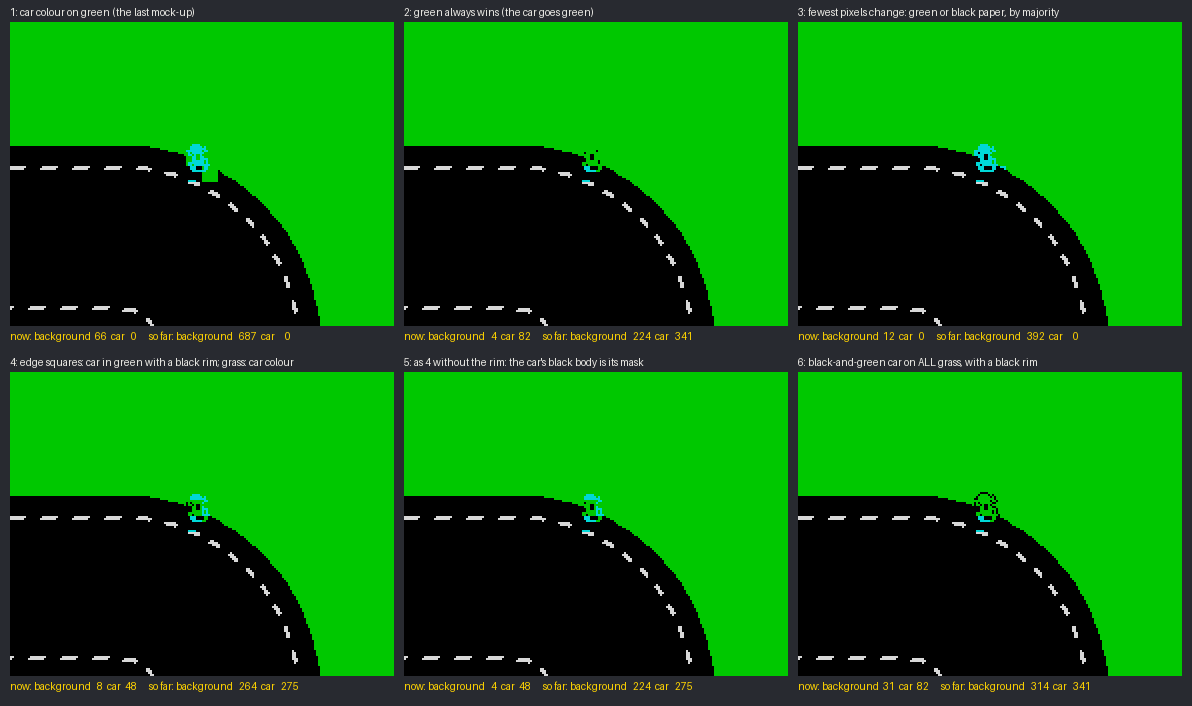 1: car colour on green (the last mock-up)
2: green always wins (the car goes green)
3: fewest pixels change: green or black paper, by majority
now: background 66 car 0 so far: background 687 car 0
now: background 4 car 82 so far: background 224 car 341
now: background 12 car 0 so far: background 392 car 0
4: edge squares: car in green with a black rim; grass: car colour
5: as 4 without the rim: the car's black body is its mask
6: black-and-green car on ALL grass, with a black rim
now: background 8 car 48 so far: background 264 car 275
now: background 4 car 48 so far: background 224 car 275
now: background 31 car 82 so far: background 314 car 341